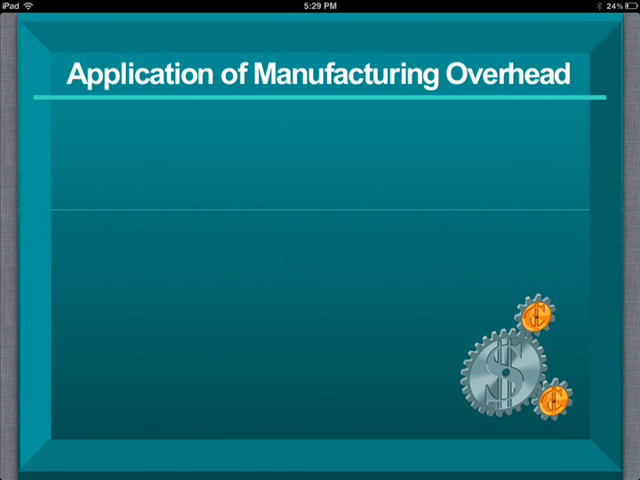 iPad 5:29 PM 24%
Application of Manufacturing Overhead
$
¢
¢